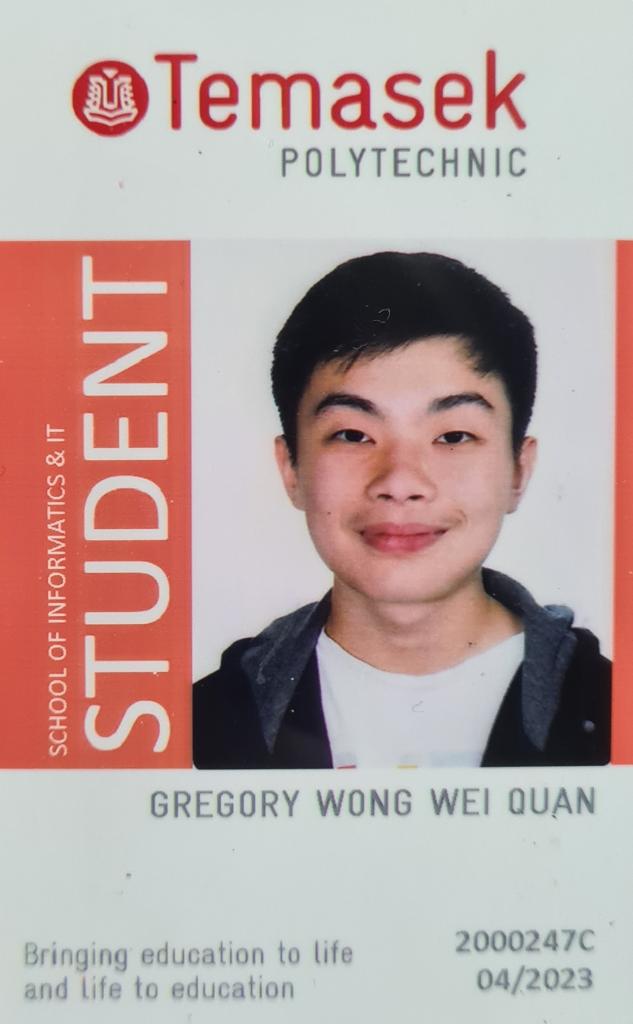 Temasek
POLYTECHNIC
SCHOOL OF INFORMATICS & IT
STUDENT
GREGORY WONG WEI QUAN
Bringing education to life
and life to education
2000247C
04/2023